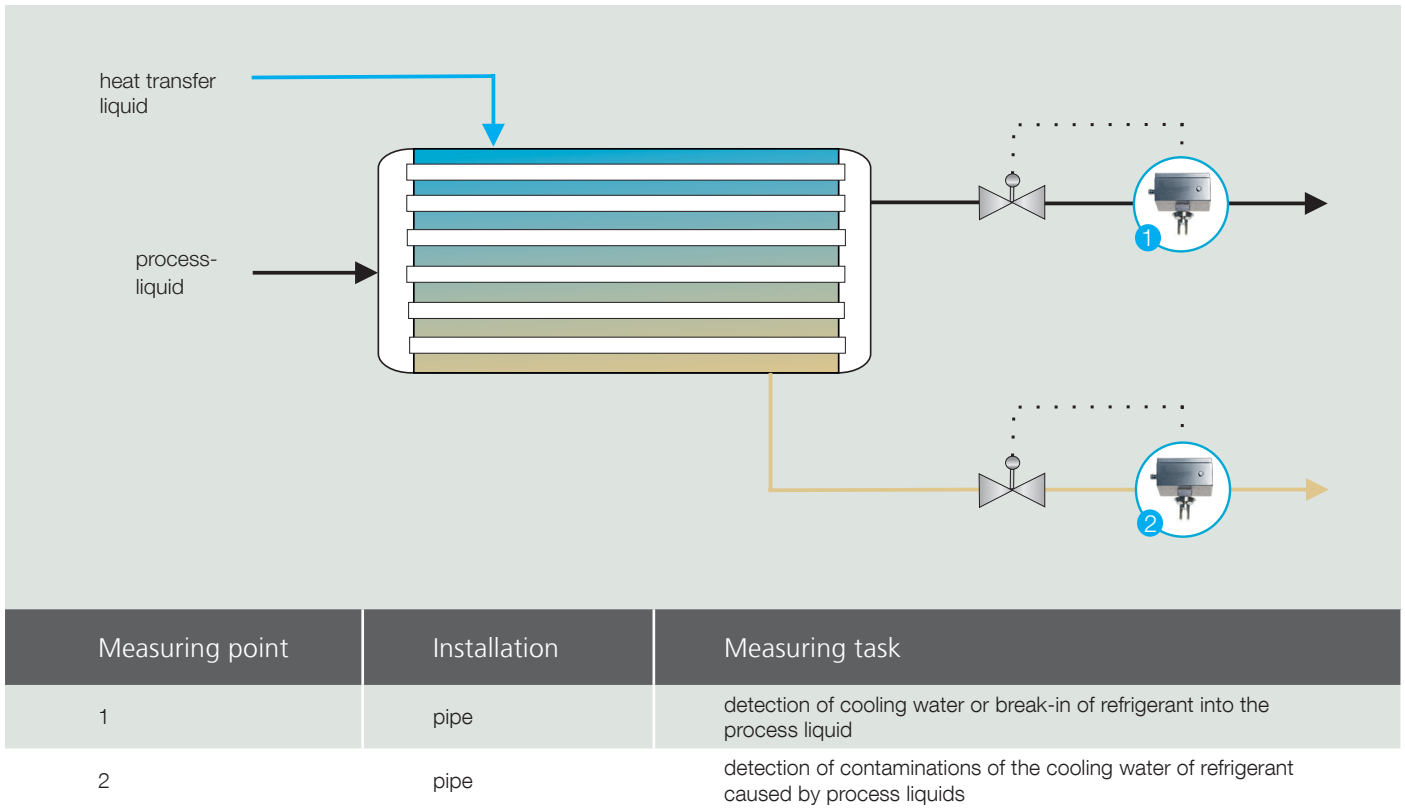 heat transfer
liquid
process-
liquid
1
2
Measuring point Installation Measuring task
1 pipe detection of cooling water or break-in of refrigerant into the
process liquid
2 pipe detection of contaminations of the cooling water of refrigerant
caused by process liquids